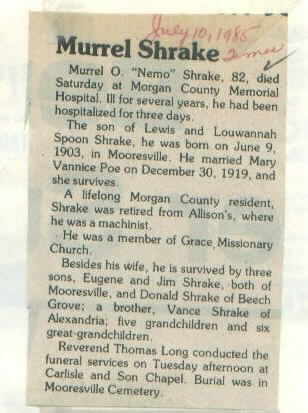 July 10, 1985
Murrel Shrake Times
Murrel O. "Nemo" Shrake, 82, died
Saturday at Morgan County Memorial
Hospital. Ill for several years, he had been
hospitalized for three days.
The son of Lewis and Louwannah
Spoon Shrake, he was born on June 9,
1903, in Mooresville. He married Mary
Vannice Poe on December 30, 1919, and
she survives.
A lifelong Morgan County resident,
Shrake was retired from Allison's, where
he was a machinist.
He was a member of Grace Missionary
Church.
Besides his wife, he is survived by three
sons, Eugene and Jim Shrake, both of
Mooresville, and Donald Shrake of Beech
Grove; a brother, Vance Shrake of
Alexandria; five grandchildren and six
great-grandchildren.
Reverend Thomas Long conducted the
funeral services on Tuesday afternoon at
Carlisle and Son Chapel. Burial was in
Mooresville Cemetery.